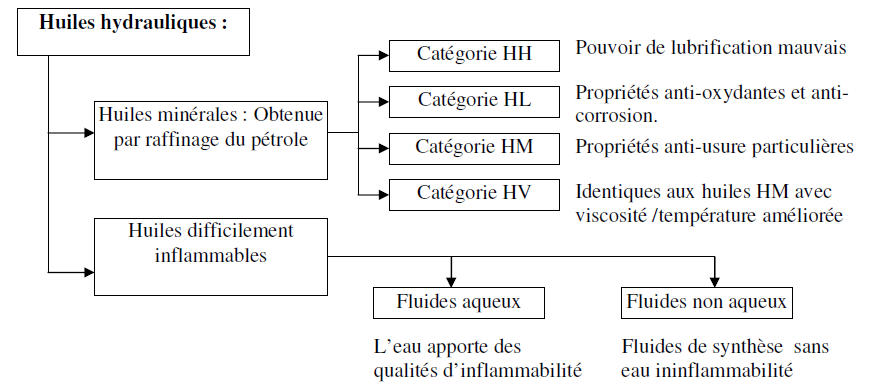 Huiles hydrauliques :
Huiles minérales : Obtenue
par raffinage du pétrole
Catégorie HH
Pouvoir de lubrification mauvais
Catégorie HL
Propriétés anti-oxydantes et anti-
corrosion.
Catégorie HM
Propriétés anti-usure particulières
Catégorie HV
Identiques aux huiles HM avec
viscosité /température améliorée
Huiles difficilement
inflammables
Fluides aqueux
L’eau apporte des
qualités d’inflammabilité
Fluides non aqueux
Fluides de synthèse sans
eau ininflammabilité